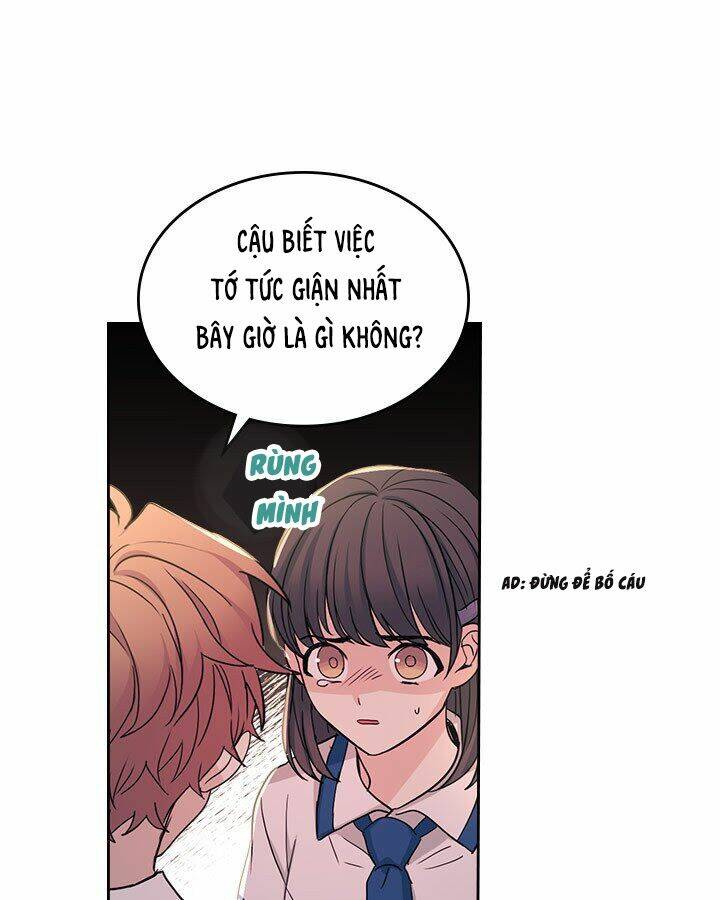 CẬU BIẾT VIỆC
TỚ TỨC GIẬN NHẤT
BÂY GIỜ LÀ GÌ KHÔNG?
RÙNG
MÌNH
AD: ĐỪNG ĐỂ BỐ CÁU